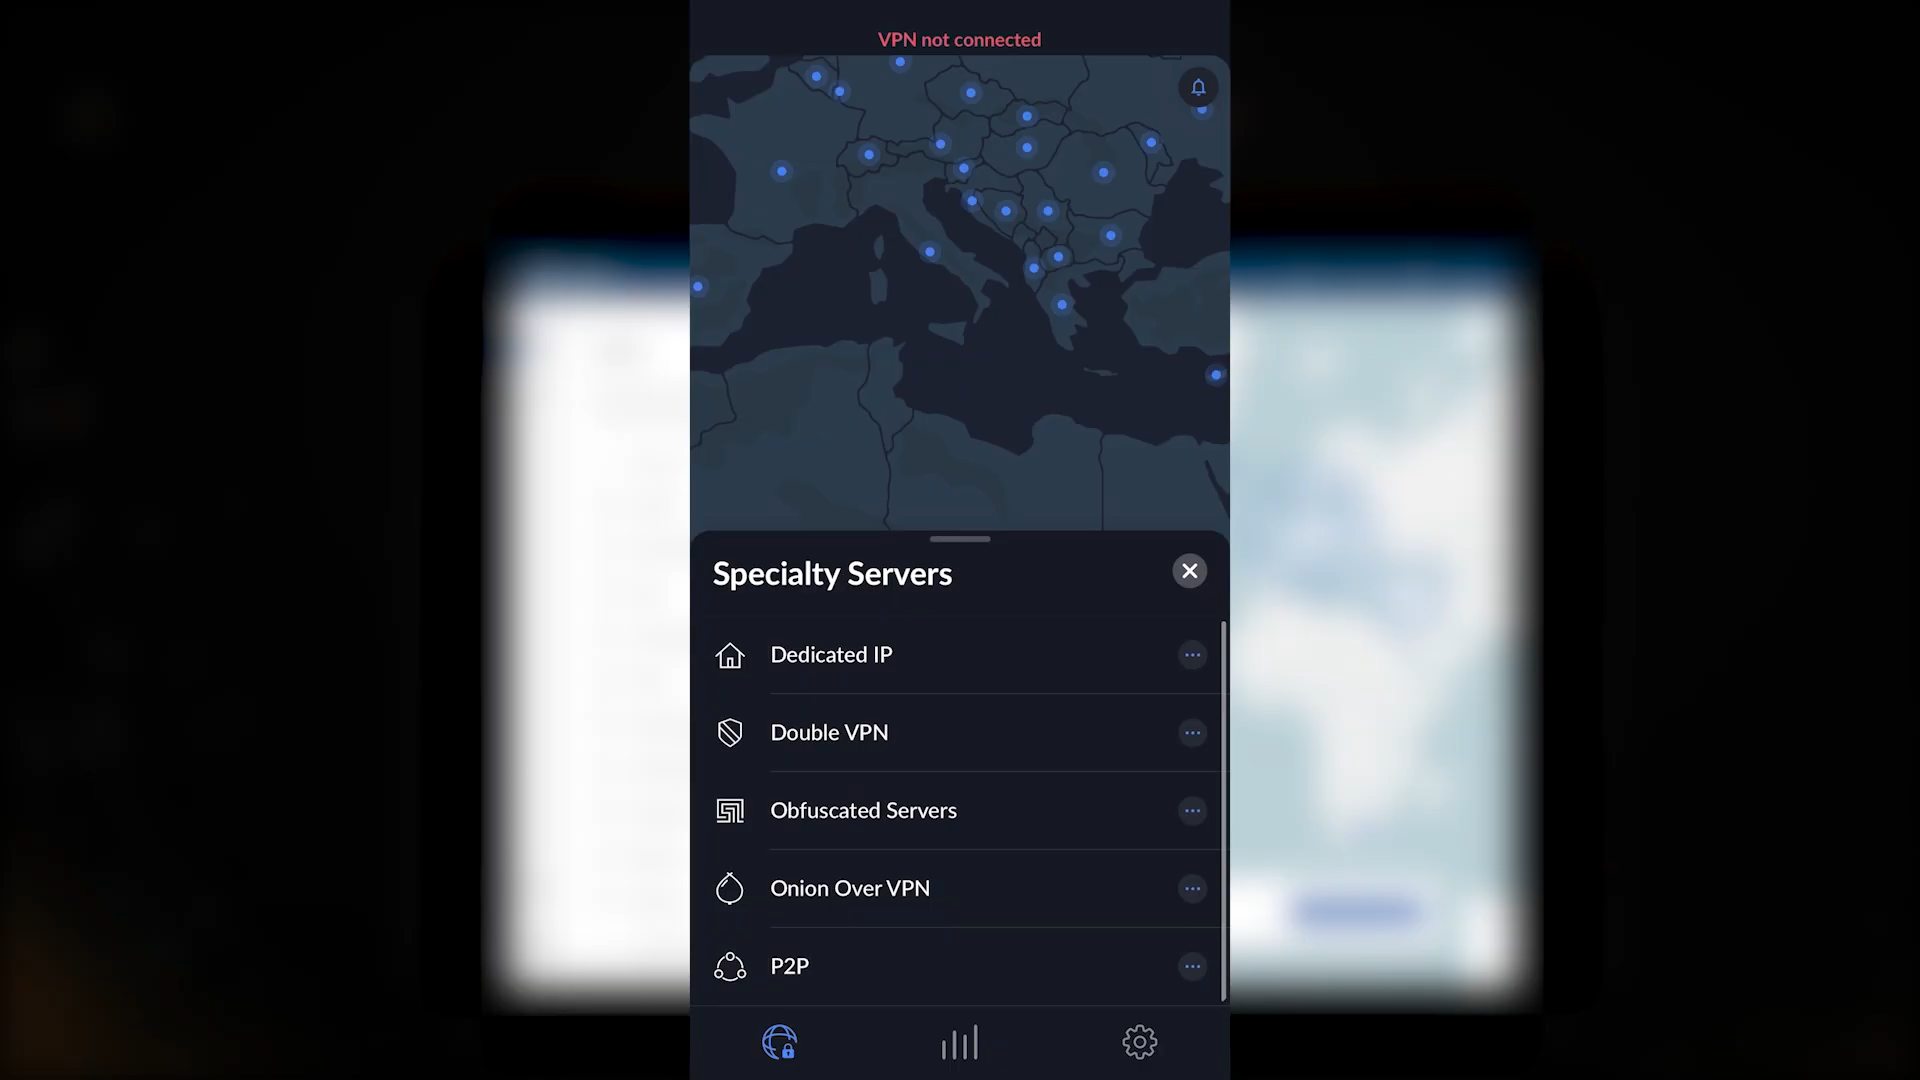 VPN not connected
Specialty Servers
Dedicated IP
Double VPN
Obfuscated Servers
Onion Over VPN
P2P